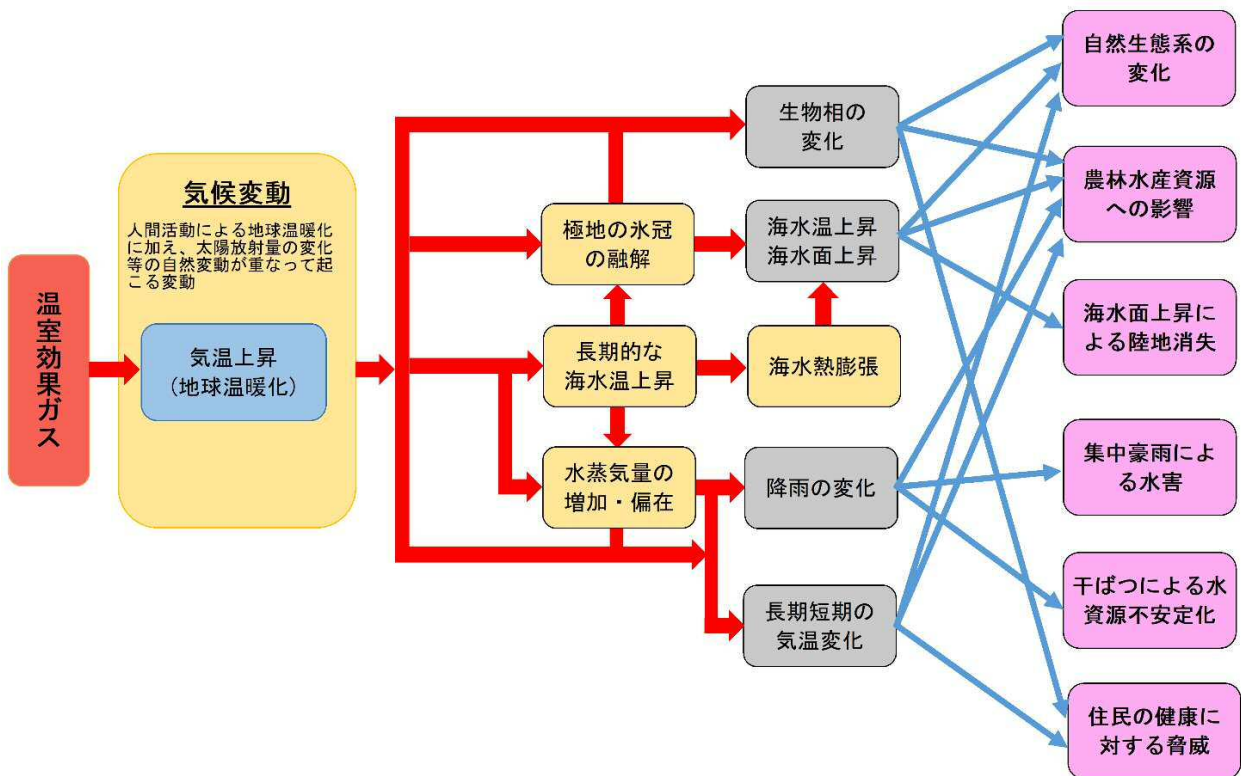 温室効果ガス
気候変動
人間活動による地球温暖化
に加え、太陽放射量の変化
等の自然変動が重なって起
こる変動
気温上昇
(地球温暖化)
極地の氷冠
の融解
長期的な
海水温上昇
水蒸気量の
増加・偏在
生物相の
変化
海水温上昇
海水面上昇
海水熱膨張
降雨の変化
長期短期の
気温変化
自然生態系の
変化
農林水産資源
への影響
海水面上昇に
よる陸地消失
集中豪雨によ
る水害
干ばつによる水
資源不安定化
住民の健康に
対する脅威